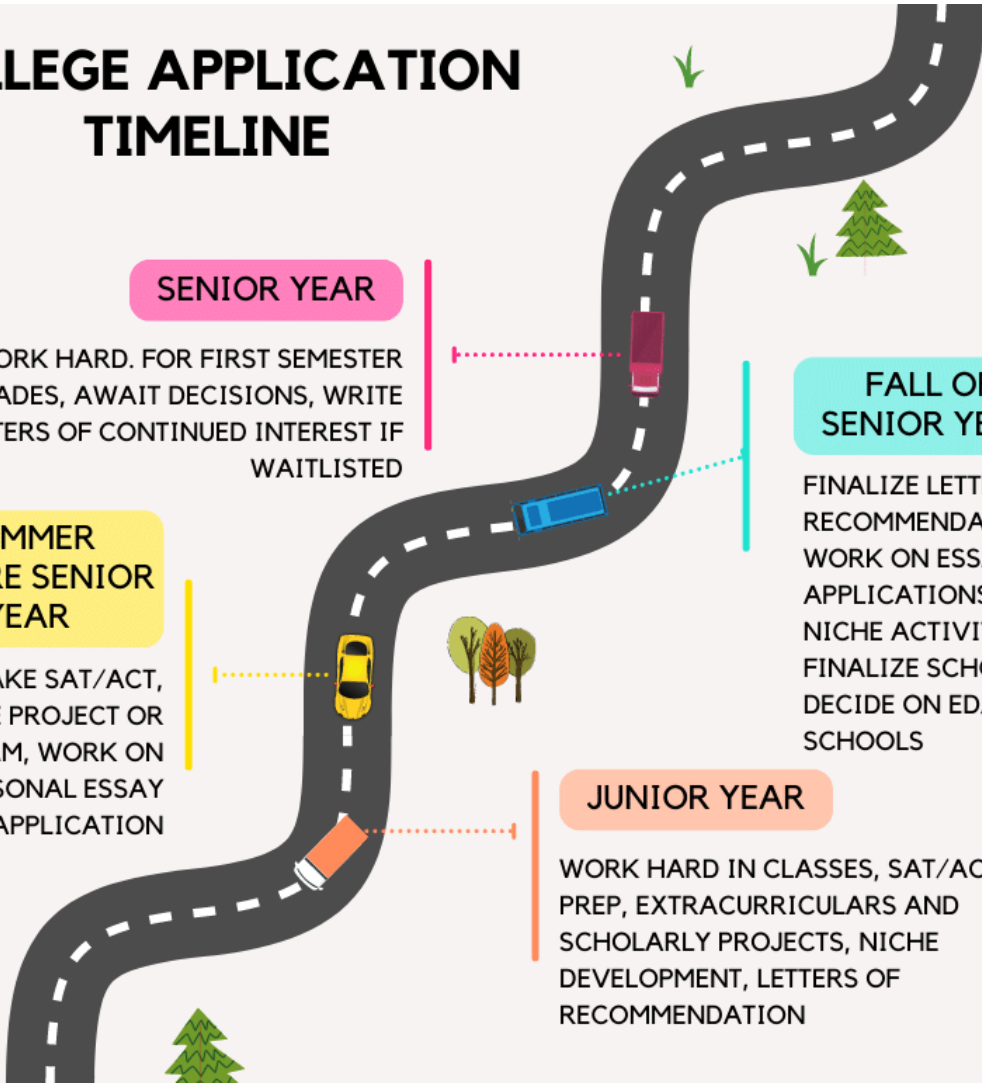 LLEGE APPLICATION
TIMELINE
SENIOR YEAR
ORK HARD. FOR FIRST SEMESTER
ADES, AWAIT DECISIONS, WRITE
TERS OF CONTINUED INTEREST IF
WAITLISTED
FALL OF
SENIOR YE
FINALIZE LETT
RECOMMENDA
WORK ON ESS
APPLICATIONS
NICHE ACTIVI
FINALIZE SCHO
DECIDE ON ED
SCHOOLS
MMER
RE SENIOR
YEAR
AKE SAT/ACT,
E PROJECT OR
AM, WORK ON
SONAL ESSAY
APPLICATION
JUNIOR YEAR
WORK HARD IN CLASSES, SAT/AC
PREP, EXTRACURRICULARS AND
SCHOLARLY PROJECTS, NICHE
DEVELOPMENT, LETTERS OF
RECOMMENDATION